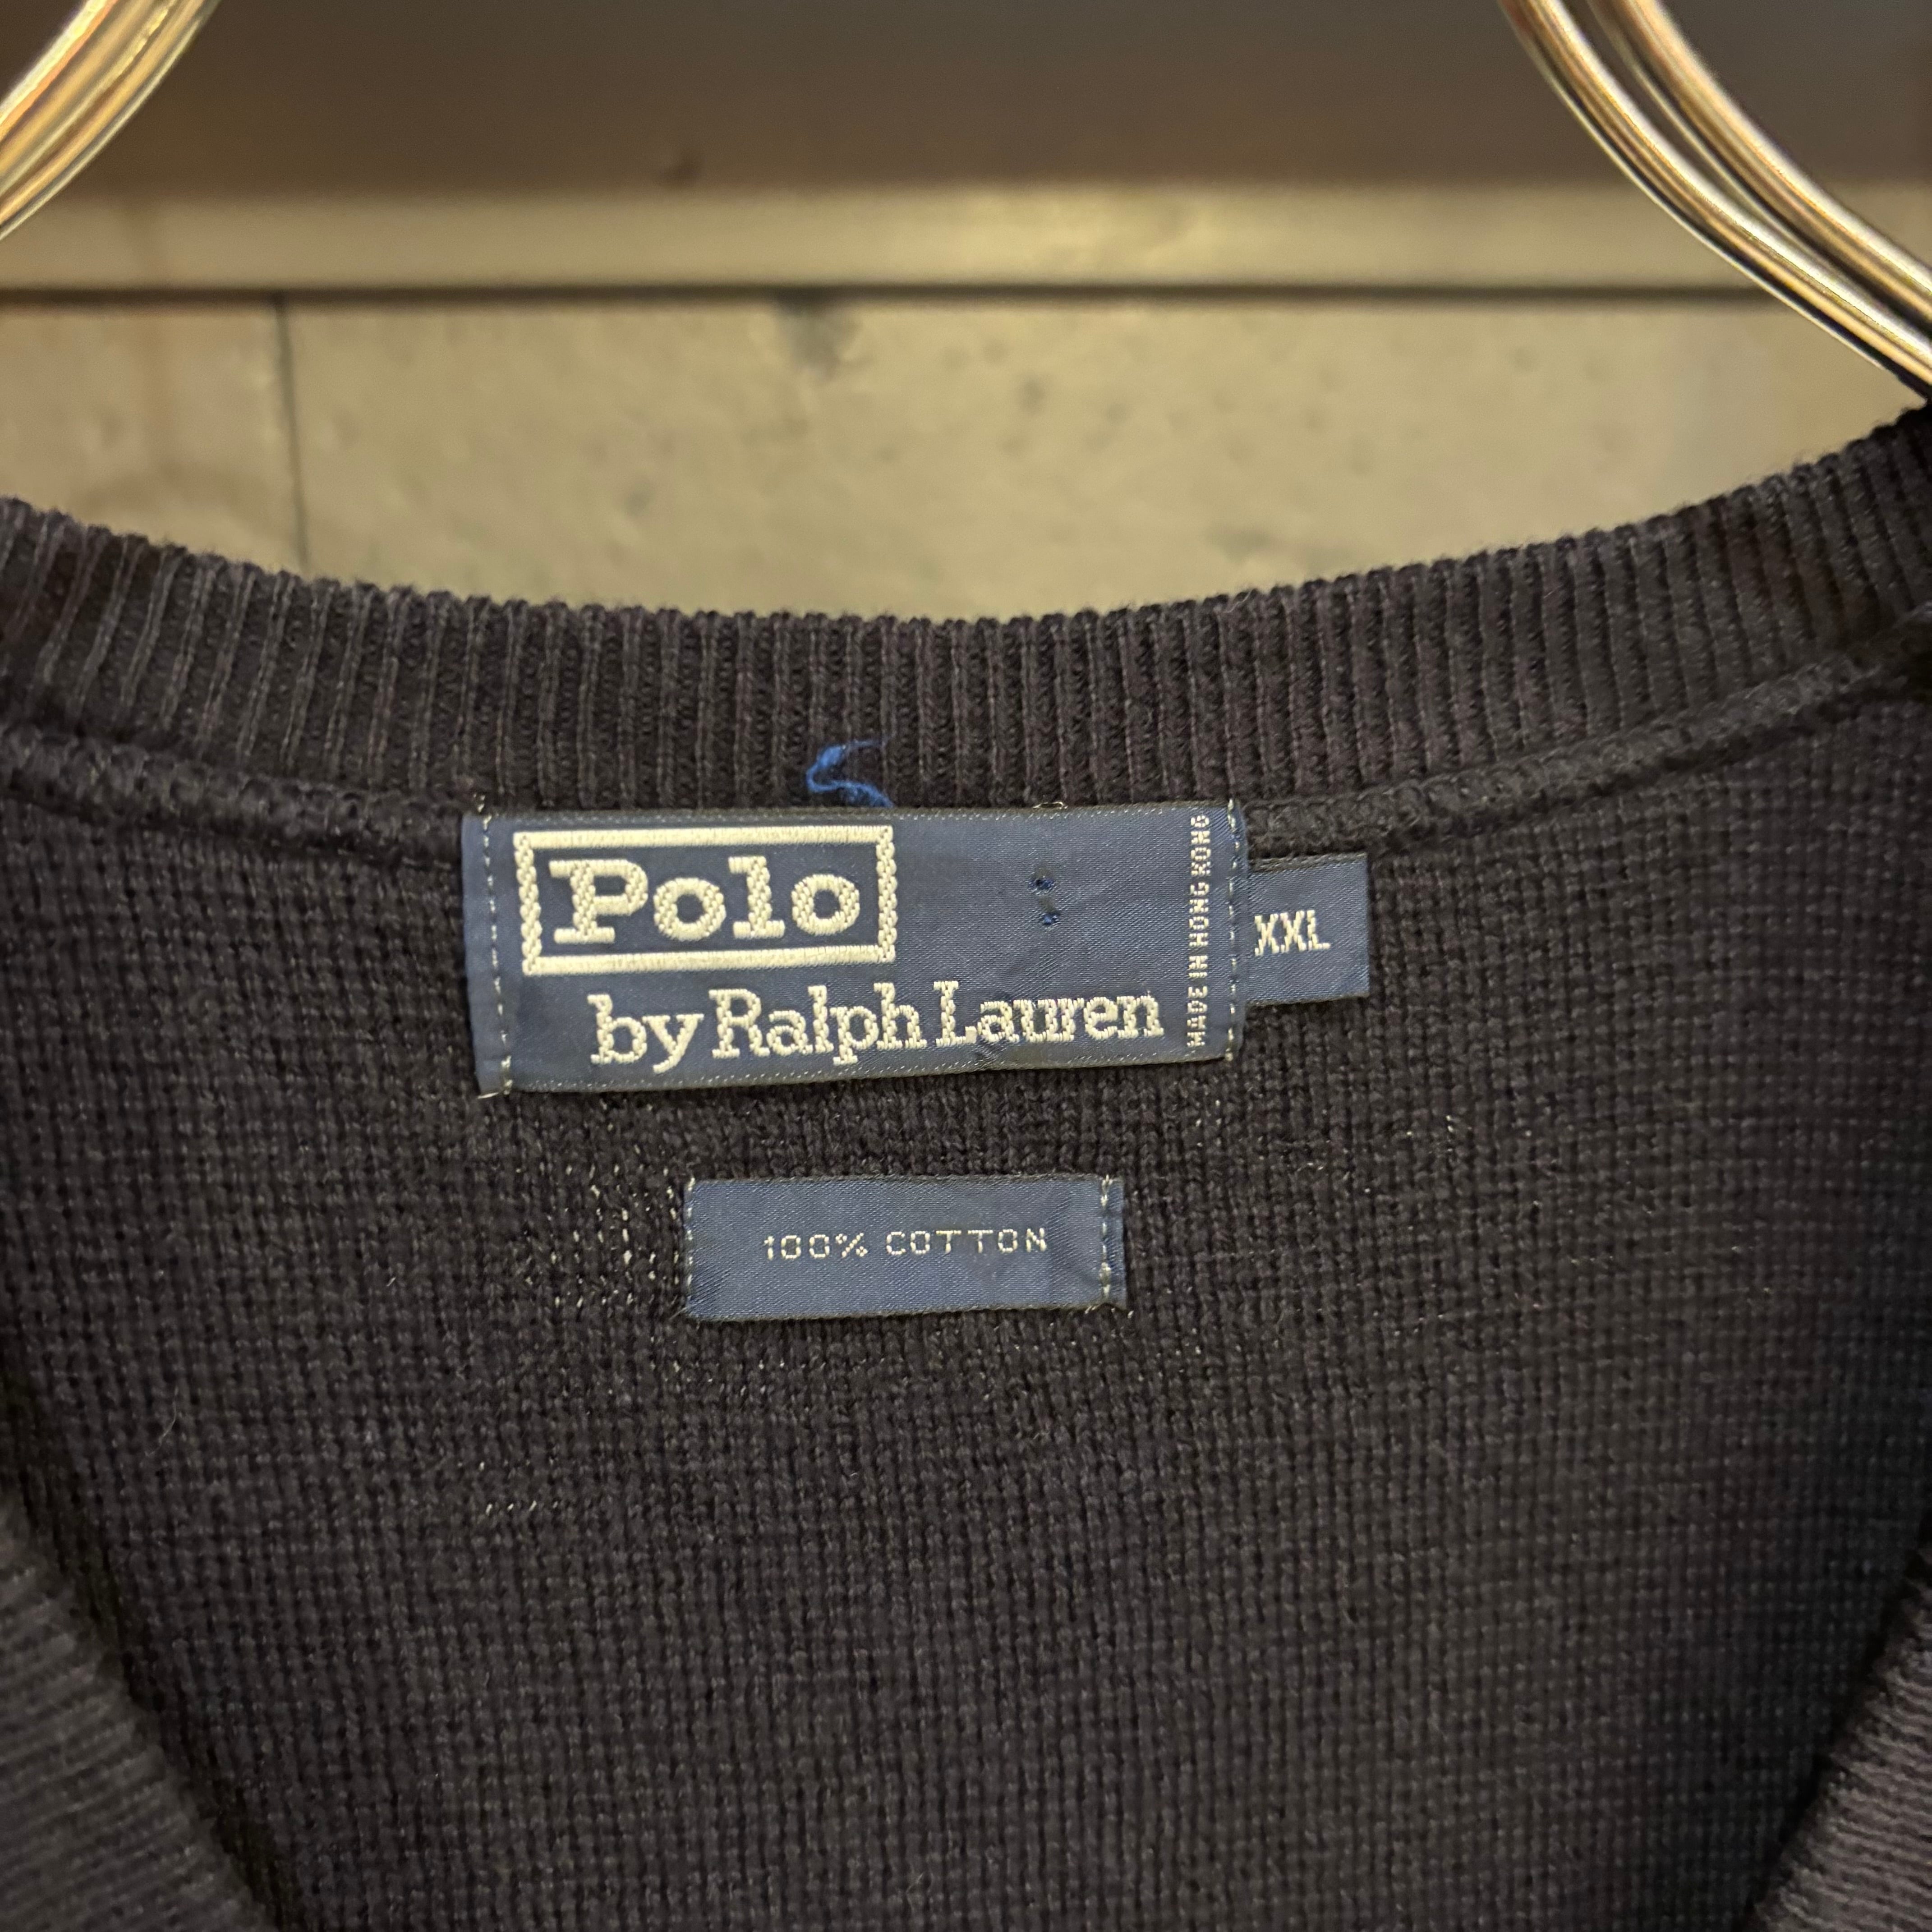 Polo
by Ralph Lauren
MADE IN HONG KONG
XXL
100% COTTON